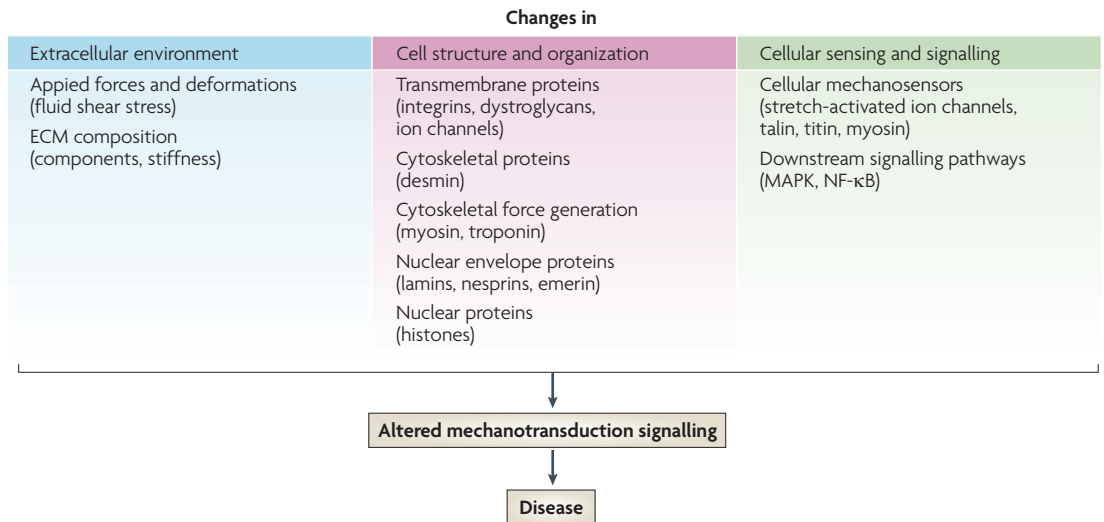 Changes in
Extracellular environment
Appied forces and deformations
(fluid shear stress)
ECM composition
(components, stiffness)
Cell structure and organization
Transmembrane proteins
(integrins, dystroglycans,
ion channels)
Cytoskeletal proteins
(desmin)
Cytoskeletal force generation
(myosin, troponin)
Nuclear envelope proteins
(lamins, nesprins, emerin)
Nuclear proteins
(histones)
Cellular sensing and signalling
Cellular mechanosensors
(stretch-activated ion channels,
talin, titin, myosin)
Downstream signalling pathways
(MAPK, NF-κB)
Altered mechanotransduction signalling
Disease